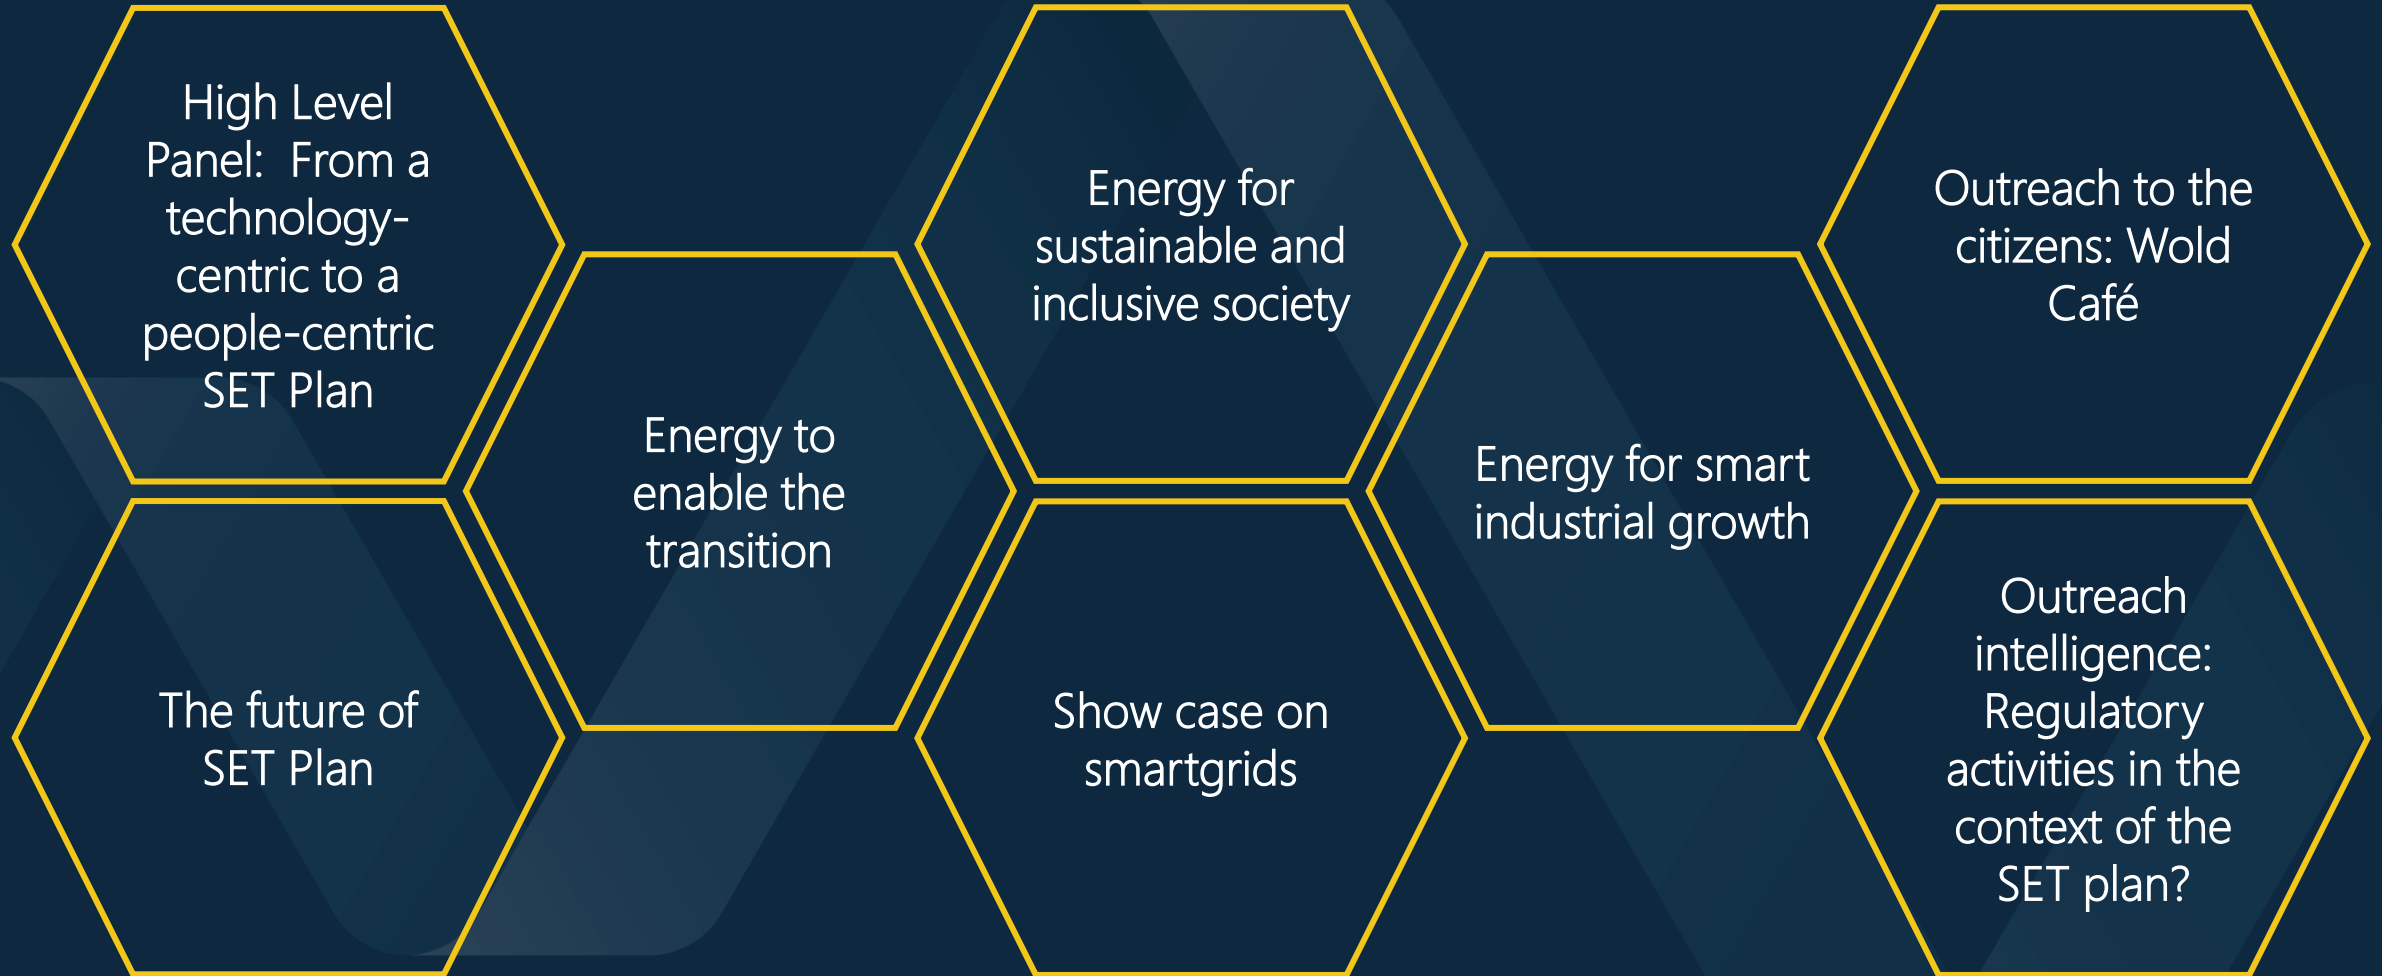 High Level
Panel:  From a
technology-
centric to a
people-centric
SET Plan
The future of
SET Plan
Energy to
enable the
transition
Energy for
sustainable and
inclusive society
Show case on
smartgrids
Energy for smart
industrial growth
Outreach to the
citizens: Wold
Café
Outreach
intelligence:
Regulatory
activities in the
context of the
SET plan?